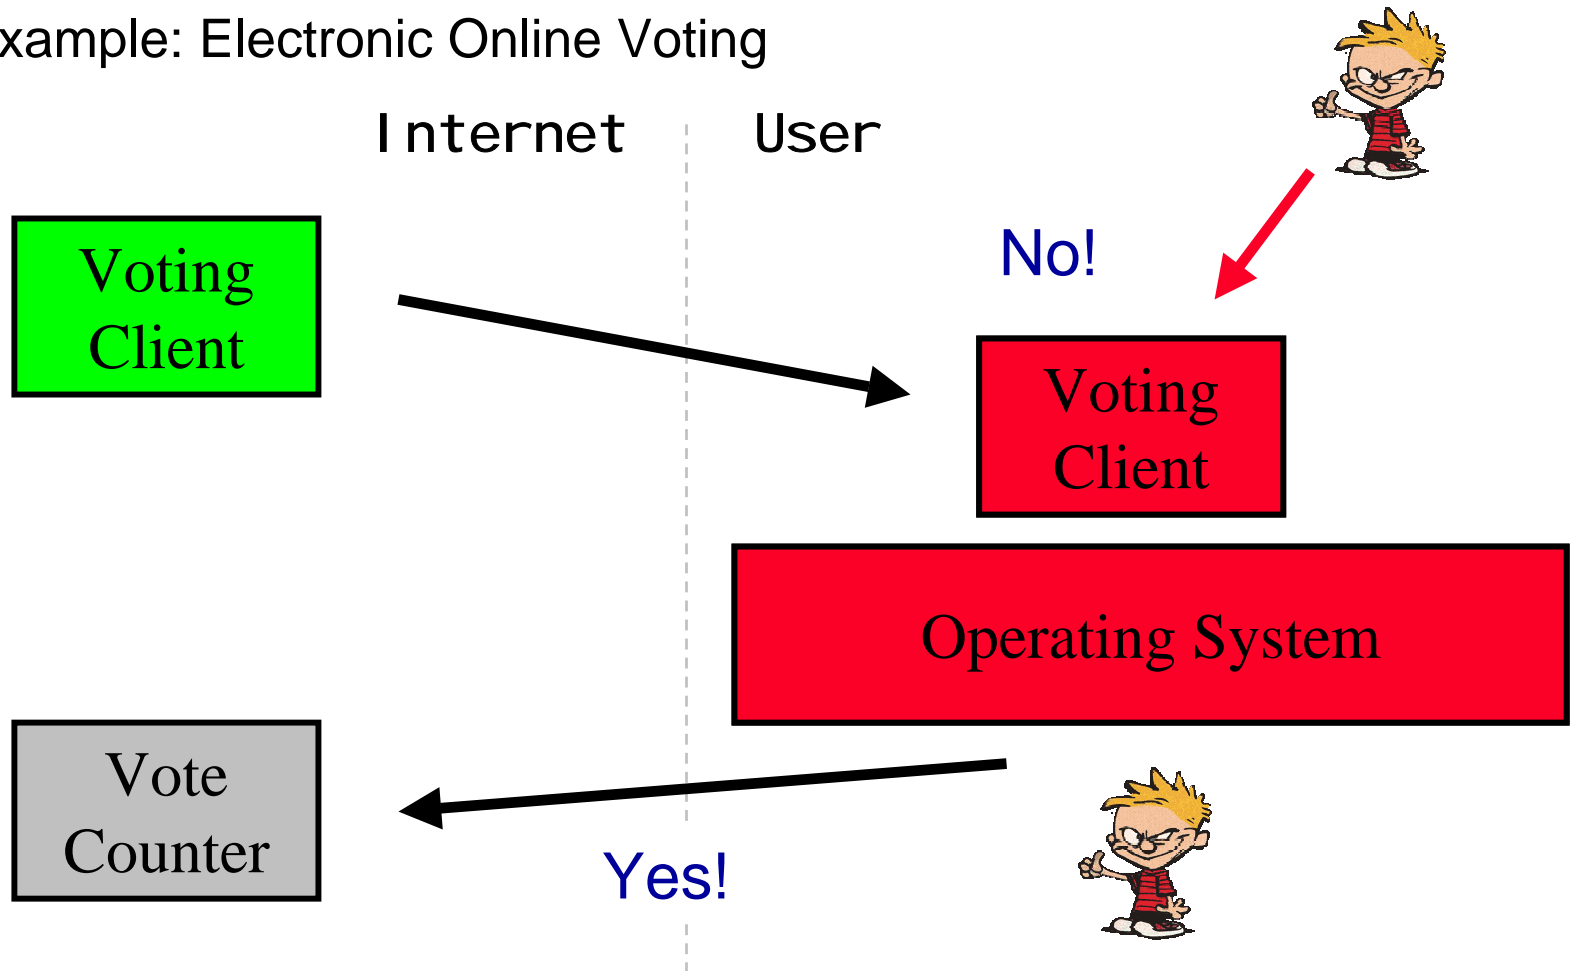 xample: Electronic Online Voting
Internet
User
No!
Voting
Client
Voting
Client
Operating System
Vote
Counter
Yes!